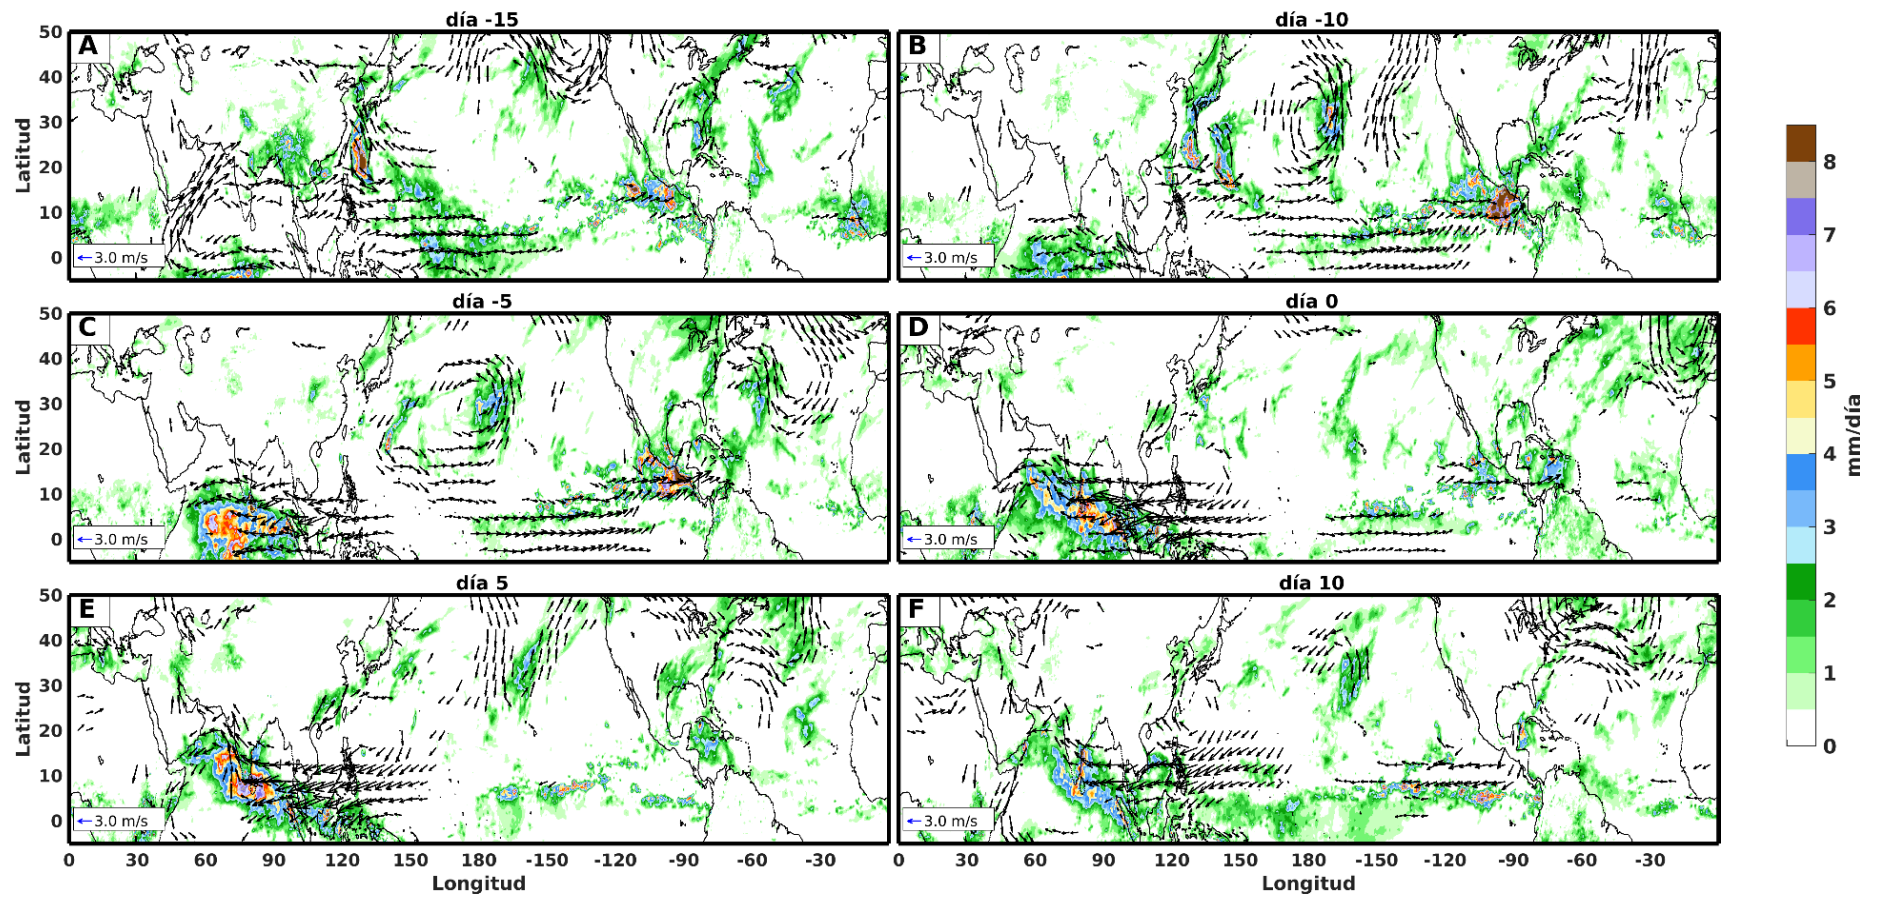 día -15
día -10
50 A B
40
30
20
10
0
Latitud
3.0 m/s 3.0 m/s
día -5
día 0
50 C D
40
30
20
10
0
Latitud
3.0 m/s 3.0 m/s
día 5
día 10
50 E F
40
30
20
10
0
Latitud
3.0 m/s 3.0 m/s
0 30 60 90 120 150 180 -150 -120 -90 -60 -30
0 30 60 90 120 150 180 -150 -120 -90 -60 -30
Longitud
Longitud
8
7
6
5
4
3
2
1
0
mm/día